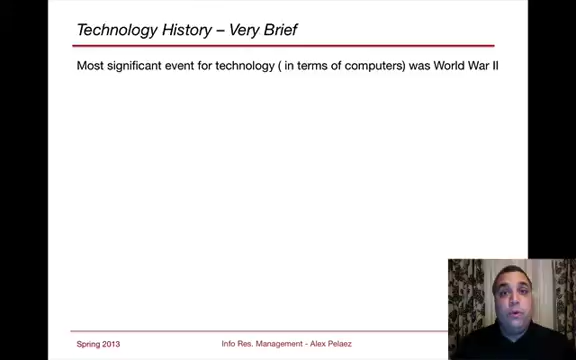 Technology History – Very Brief
Most significant event for technology ( in terms of computers) was World War II
Spring 2013
Info Res. Management - Alex Pelaez